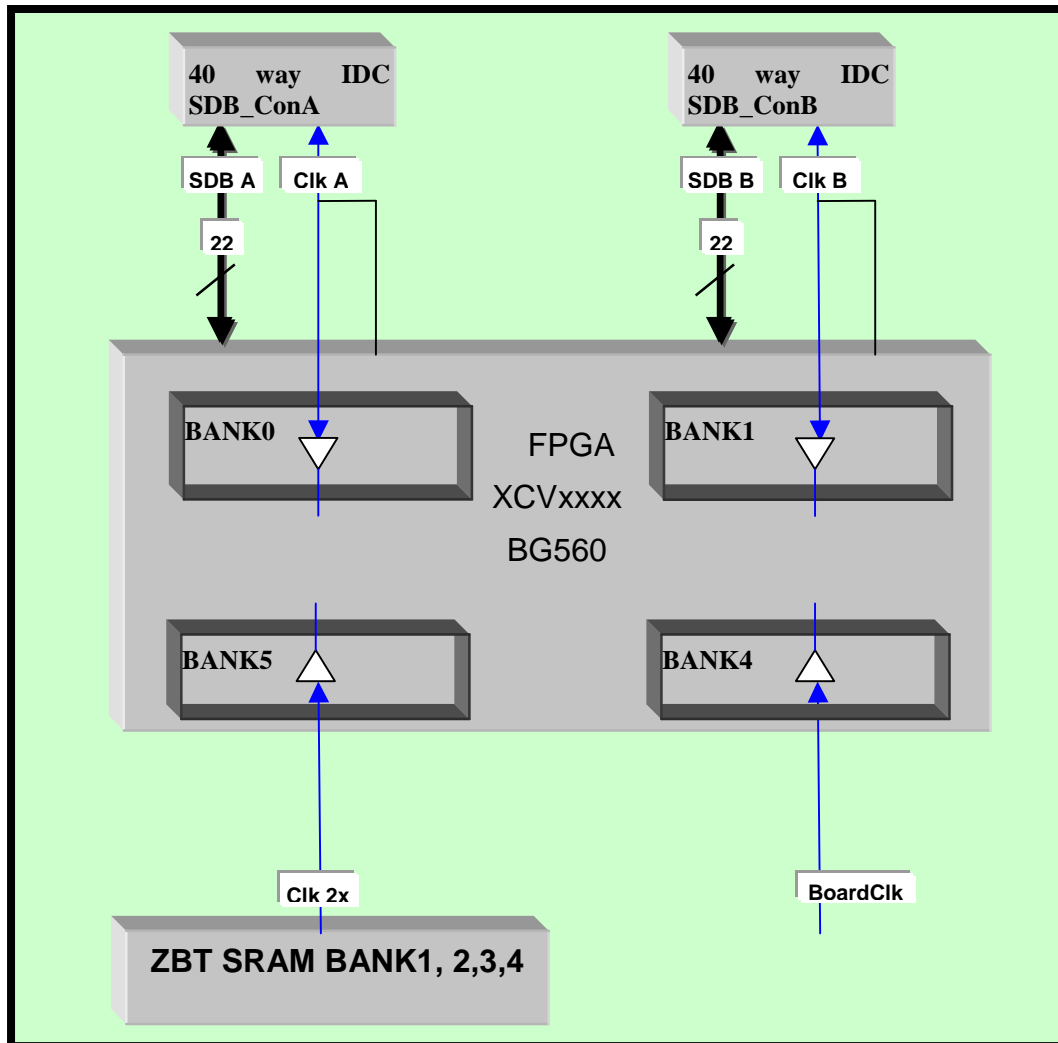 40 way IDC
SDB_ConA
40 way IDC
SDB_ConB
SDB A
Clk A
SDB B
Clk B
22
22
BANK0
BANK1
FPGA
XCVxxxx
BG560
BANK5
BANK4
Clk 2x
BoardClk
ZBT SRAM BANK1, 2,3,4